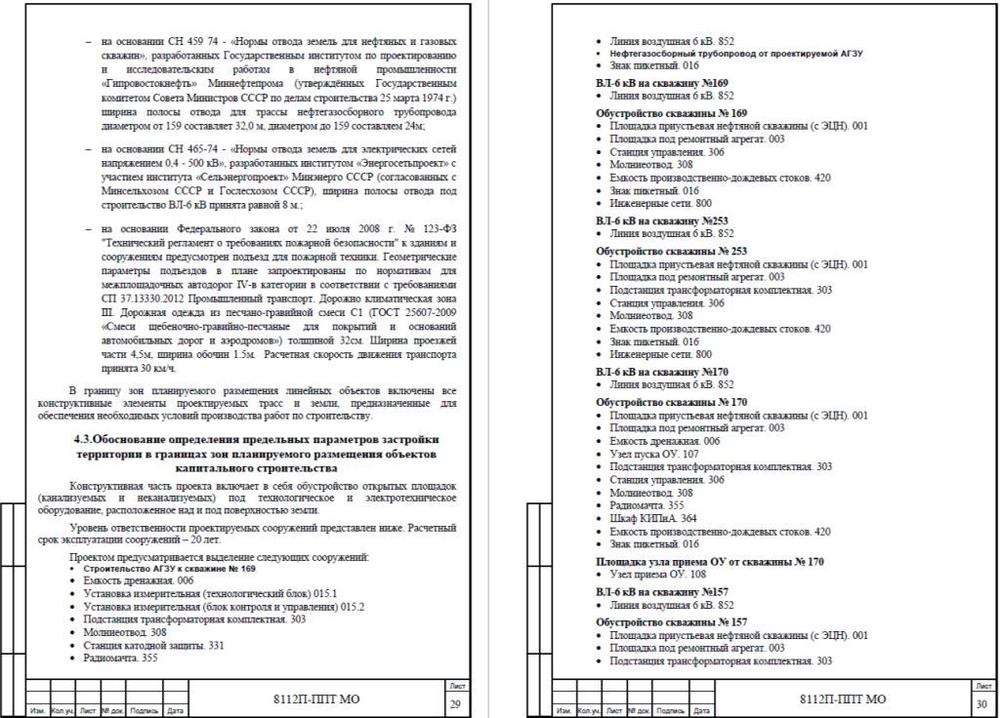 – на основании СН 459 74 - «Нормы отвода земель для нефтяных и газовых
скважин», разработанных Государственным институтом по проектированию
и исследовательским работам в нефтяной промышленности
«Гипровостокнефть» Миннефтепрома (утверждённых Государственным
комитетом Совета Министров СССР по делам строительства 25 марта 1974 г.)
ширина полосы отвода для трассы нефтегазосборного трубопровода
диаметром от 159 составляет 32,0 м, диаметром до 159 составляем 24м;
– на основании СН 465-74 - «Нормы отвода земель для электрических сетей
напряжением 0,4 - 500 кВ», разработанных институтом «Энергосетьпроект» с
участием института «Сельэнергопроект» Минэнерго СССР (согласованных с
Минсельхозом СССР и Гослесхозом СССР), ширина полосы отвода под
строительство ВЛ-6 кВ принята равной 8 м.;
– на основании Федерального закона от 22 июля 2008 г. № 123-ФЗ
"Технический регламент о требованиях пожарной безопасности" к зданиям и
сооружениям предусмотрен подъезд для пожарной техники. Геометрические
параметры подъездов в плане запроектированы по нормативам для
межплощадочных автодорог IV-в категории в соответствии с требованиями
СП 37.13330.2012 Промышленный транспорт. Дорожно климатическая зона
III. Дорожная одежда из песчано-гравийной смеси С1 (ГОСТ 25607-2009
«Смеси щебеночно-гравийно-песчаные для покрытий и оснований
автомобильных дорог и аэродромов») толщиной 32см. Ширина проезжей
части 4,5м, ширина обочин 1.5м. Расчетная скорость движения транспорта
принята 30 км/ч.
В границу зон планируемого размещения линейных объектов включены все
конструктивные элементы проектируемых трасс и земли, предназначенные для
обеспечения необходимых условий производства работ по строительству.
4.3.Обоснование определения предельных параметров застройки
территории в границах зон планируемого размещения объектов
капитального строительства
Конструктивная часть проекта включает в себя обустройство открытых площадок
(канализуемых и неканализуемых) под технологическое и электротехническое
оборудование, расположенное над и под поверхностью земли.
Уровень ответственности проектируемых сооружений представлен ниже. Расчетный
срок эксплуатации сооружений – 20 лет.
Проектом предусматривается выделение следующих сооружений:
• Строительство АГЗУ к скважине № 169
• Емкость дренажная. 006
• Установка измерительная (технологический блок) 015.1
• Установка измерительная (блок контроля и управления) 015.2
• Подстанция трансформаторная комплектная. 303
• Молниеотвод. 308
• Станция катодной защиты. 331
• Радиомачта. 355
8112П-ППТ МО
Лист
29
Изм. Кол.уч. Лист № док. Подпись Дата
• Линия воздушная 6 кВ. 852
• Нефтегазосборный трубопровод от проектируемой АГЗУ
• Знак пикетный. 016
ВЛ-6 кВ на скважину №169
• Линия воздушная 6 кВ. 852
Обустройство скважины № 169
• Площадка приустьевая нефтяной скважины (с ЭЦН). 001
• Площадка под ремонтный агрегат. 003
• Станция управления. 306
• Молниеотвод. 308
• Емкость производственно-дождевых стоков. 420
• Знак пикетный. 016
• Инженерные сети. 800
ВЛ-6 кВ на скважину №253
• Линия воздушная 6 кВ. 852
Обустройство скважины № 253
• Площадка приустьевая нефтяной скважины (с ЭЦН). 001
• Площадка под ремонтный агрегат. 003
• Подстанция трансформаторная комплектная. 303
• Станция управления. 306
• Молниеотвод. 308
• Емкость производственно-дождевых стоков. 420
• Знак пикетный. 016
• Инженерные сети. 800
ВЛ-6 кВ на скважину №170
• Линия воздушная 6 кВ. 852
Обустройство скважины № 170
• Площадка приустьевая нефтяной скважины (с ЭЦН). 001
• Площадка под ремонтный агрегат. 003
• Емкость дренажная. 006
• Узел пуска ОУ. 107
• Подстанция трансформаторная комплектная. 303
• Станция управления. 306
• Молниеотвод. 308
• Радиомачта. 355
• Шкаф КИПиА. 364
• Емкость производственно-дождевых стоков. 420
• Знак пикетный. 016
Площадка узла приема ОУ от скважины № 170
• Узел приема ОУ. 108
ВЛ-6 кВ на скважину №157
• Линия воздушная 6 кВ. 852
Обустройство скважины № 157
• Площадка приустьевая нефтяной скважины (с ЭЦН). 001
• Площадка под ремонтный агрегат. 003
• Подстанция трансформаторная комплектная. 303
8112П-ППТ МО
Лист
30
Изм. Кол.уч. Лист № док. Подпись Дата